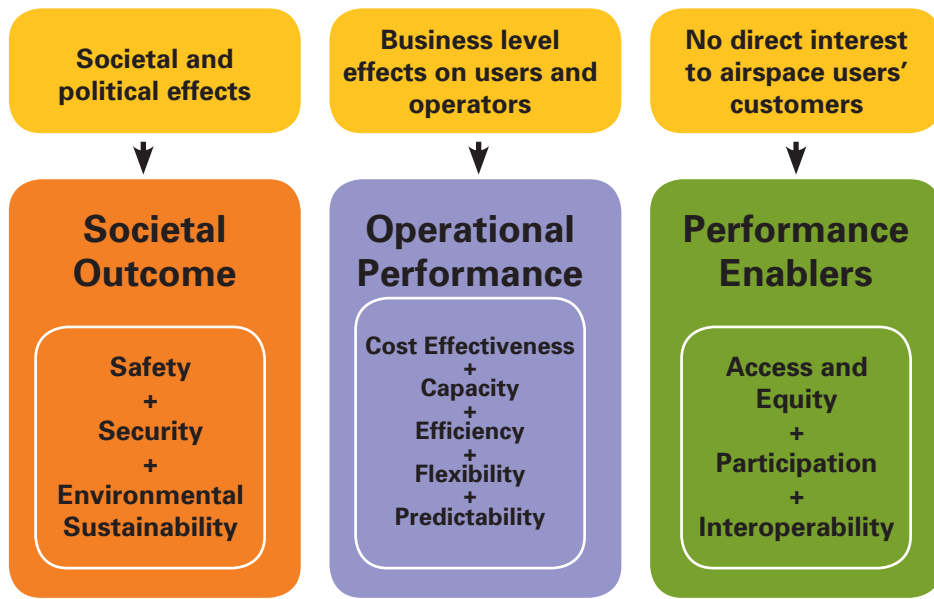 Societal and
political effects
Business level
effects on users and
operators
No direct interest
to airspace users’
customers
Societal
Outcome
Safety
+
Security
+
Environmental
Sustainability
Operational
Performance
Cost Effectiveness
+
Capacity
+
Efficiency
+
Flexibility
+
Predictability
Performance
Enablers
Access and
Equity
+
Participation
+
Interoperability